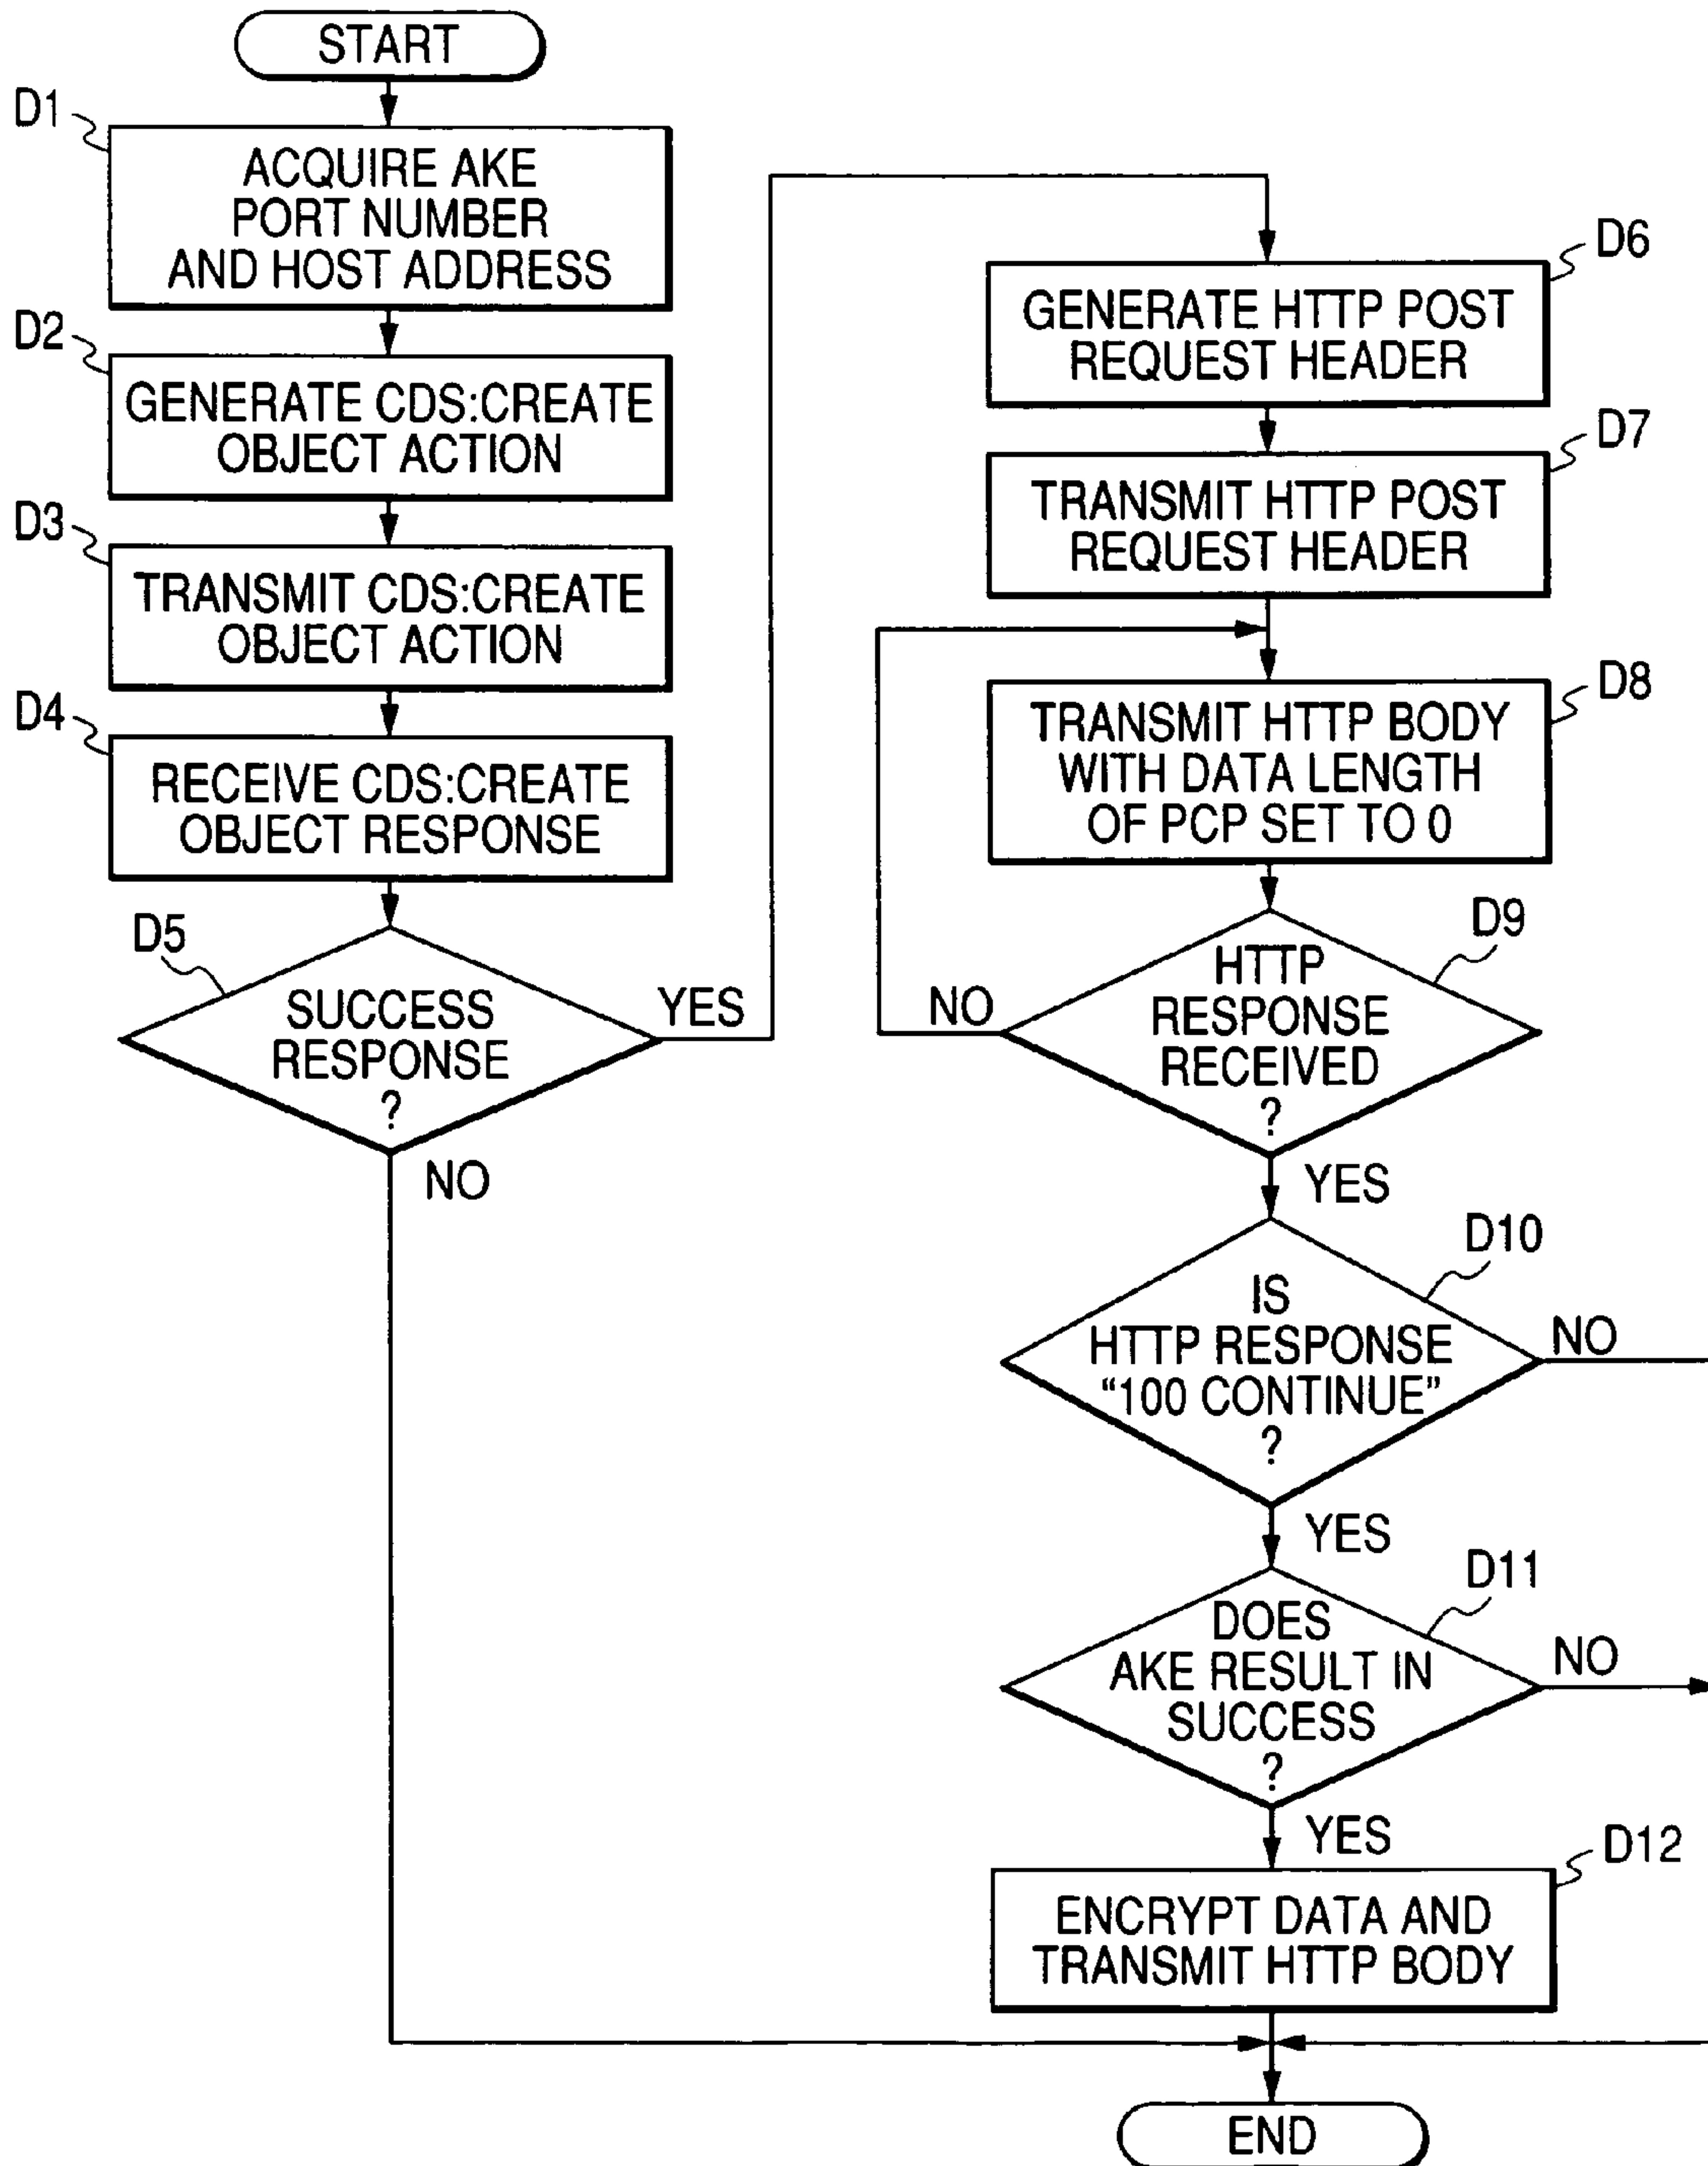 START
D1
ACQUIRE AKE
PORT NUMBER
AND HOST ADDRESS
D2
GENERATE CDS:CREATE
OBJECT ACTION
D3
TRANSMIT CDS:CREATE
OBJECT ACTION
D4
RECEIVE CDS:CREATE
OBJECT RESPONSE
D5
SUCCESS
RESPONSE
?
YES
NO
D6
GENERATE HTTP POST
REQUEST HEADER
D7
TRANSMIT HTTP POST
REQUEST HEADER
D8
TRANSMIT HTTP BODY
WITH DATA LENGTH
OF PCP SET TO 0
D9
HTTP
RESPONSE
RECEIVED
?
NO
YES
D10
IS
HTTP RESPONSE
“100 CONTINUE”
?
NO
YES
D11
DOES
AKE RESULT IN
SUCCESS
?
NO
YES
D12
ENCRYPT DATA AND
TRANSMIT HTTP BODY
END